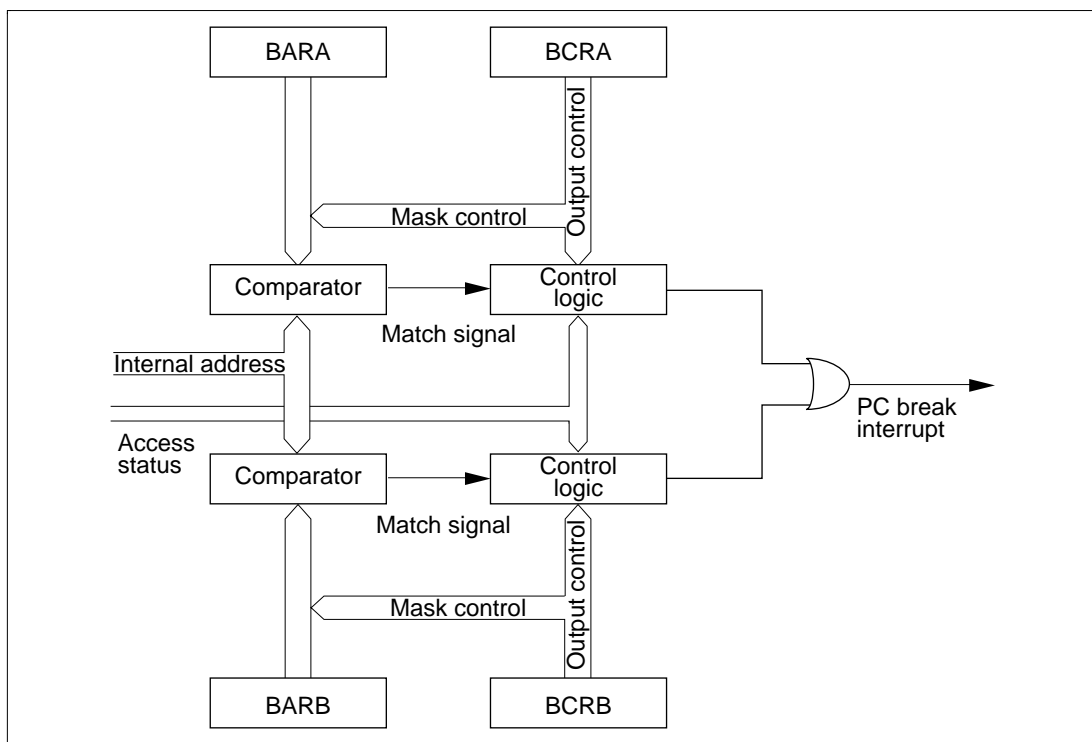 BARA
BCRA
Output control
Mask control
Comparator
Control
logic
Match signal
Internal address
PC break
interrupt
Access
status
Comparator
Control
logic
Match signal
Output control
Mask control
BARB
BCRB